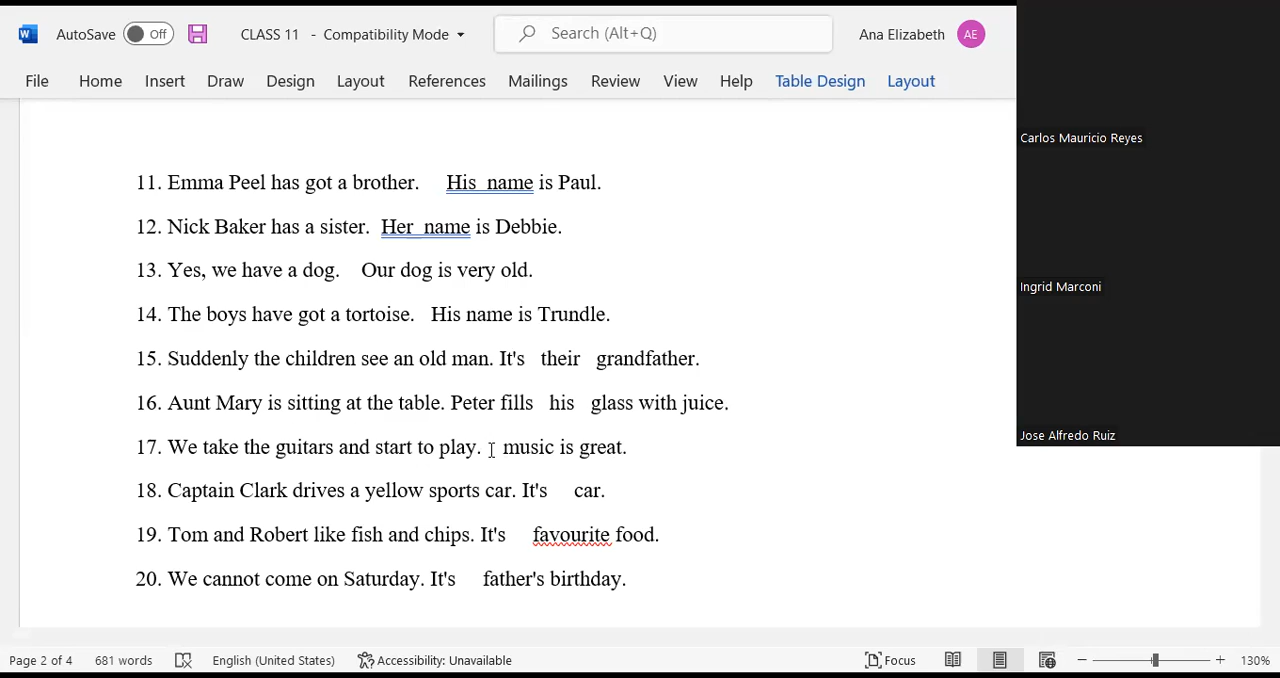 AutoSave Off CLASS 11 - Compatibility Mode Search (Alt+Q) Ana Elizabeth AE
File Home Insert Draw Design Layout References Mailings Review View Help Table Design Layout
Carlos Mauricio Reyes
11. Emma Peel has got a brother. His name is Paul.
12. Nick Baker has a sister. Her name is Debbie.
13. Yes, we have a dog. Our dog is very old.
Ingrid Marconi
14. The boys have got a tortoise. His name is Trundle.
15. Suddenly the children see an old man. It's their grandfather.
16. Aunt Mary is sitting at the table. Peter fills his glass with juice.
Jose Alfredo Ruiz
17. We take the guitars and start to play. music is great.
18. Captain Clark drives a yellow sports car. It's car.
19. Tom and Robert like fish and chips. It's favourite food.
20. We cannot come on Saturday. It's father's birthday.
Page 2 of 4 681 words English (United States) Accessibility: Unavailable Focus 130%